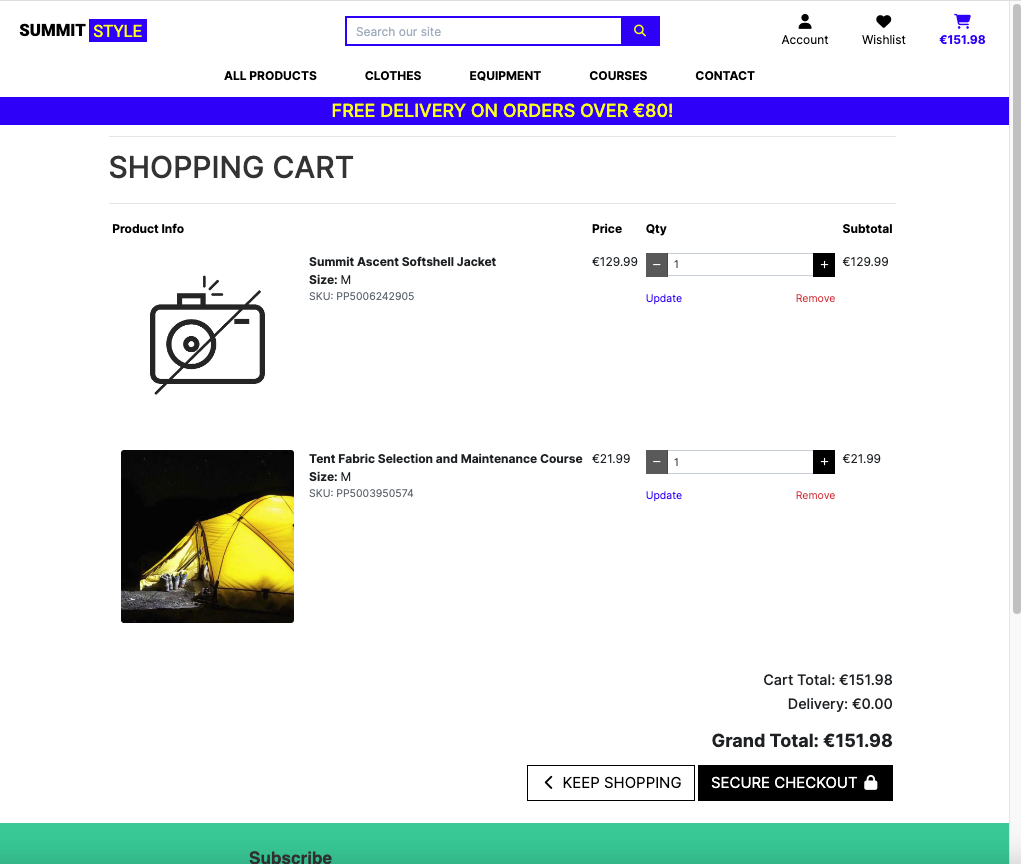 SUMMIT STYLE
Search our site
Account
Wishlist
€151.98
ALL PRODUCTS CLOTHES EQUIPMENT COURSES CONTACT
FREE DELIVERY ON ORDERS OVER €80!
SHOPPING CART
Product Info Price Qty Subtotal
Summit Ascent Softshell Jacket €129.99 − 1 + €129.99
Size: M
SKU: PP5006242905 Update Remove
Tent Fabric Selection and Maintenance Course €21.99 − 1 + €21.99
Size: M
SKU: PP5003950574 Update Remove
Cart Total: €151.98
Delivery: €0.00
Grand Total: €151.98
KEEP SHOPPING SECURE CHECKOUT
Subscribe